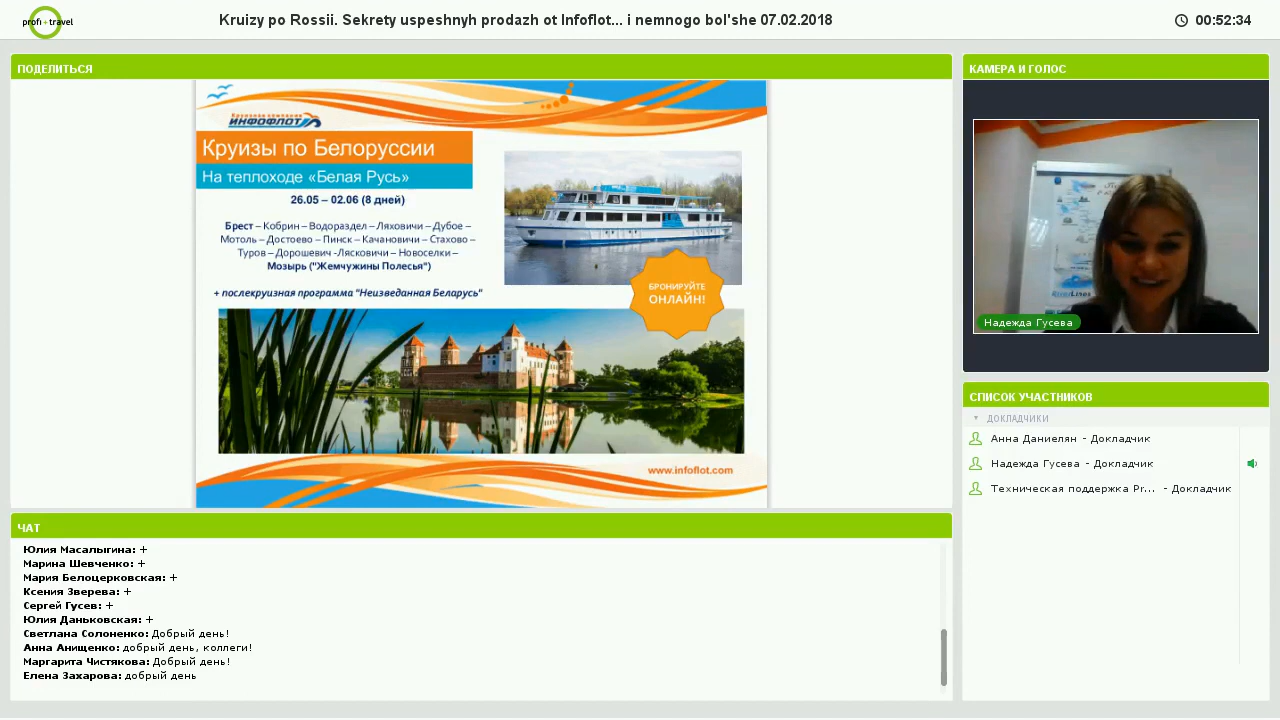 profi+travel
Kruizy po Rossii. Sekrety uspeshnyh prodazh ot Infoflot... i nemnogo bol'she 07.02.2018
00:52:34
ПОДЕЛИТЬСЯ
Круизная компания
ИНФОФЛОТ
Круизы по Белоруссии
На теплоходе «Белая Русь»
26.05 – 02.06 (8 дней)
Брест – Кобрин – Водораздел – Ляховичи – Дубое –
Мотоль – Достоево – Пинск – Качановичи – Стахово –
Туров – Дорошевич -Лясковичи – Новоселки –
Мозырь ("Жемчужины Полесья")
+ послекруизная программа "Неизведанная Беларусь"
БРОНИРУЙТЕ
ОНЛАЙН!
www.infoflot.com
КАМЕРА И ГОЛОС
Надежда Гусева
СПИСОК УЧАСТНИКОВ
ДОКЛАДЧИКИ
Анна Даниелян - Докладчик
Надежда Гусева - Докладчик
Техническая поддержка Pr... - Докладчик
ЧАТ
Юлия Масалыгина: +
Марина Шевченко: +
Мария Белоцерковская: +
Ксения Зверева: +
Сергей Гусев: +
Юлия Даньковская: +
Светлана Солоненко: Добрый день!
Анна Анищенко: добрый день, коллеги!
Маргарита Чистякова: Добрый день!
Елена Захарова: добрый день